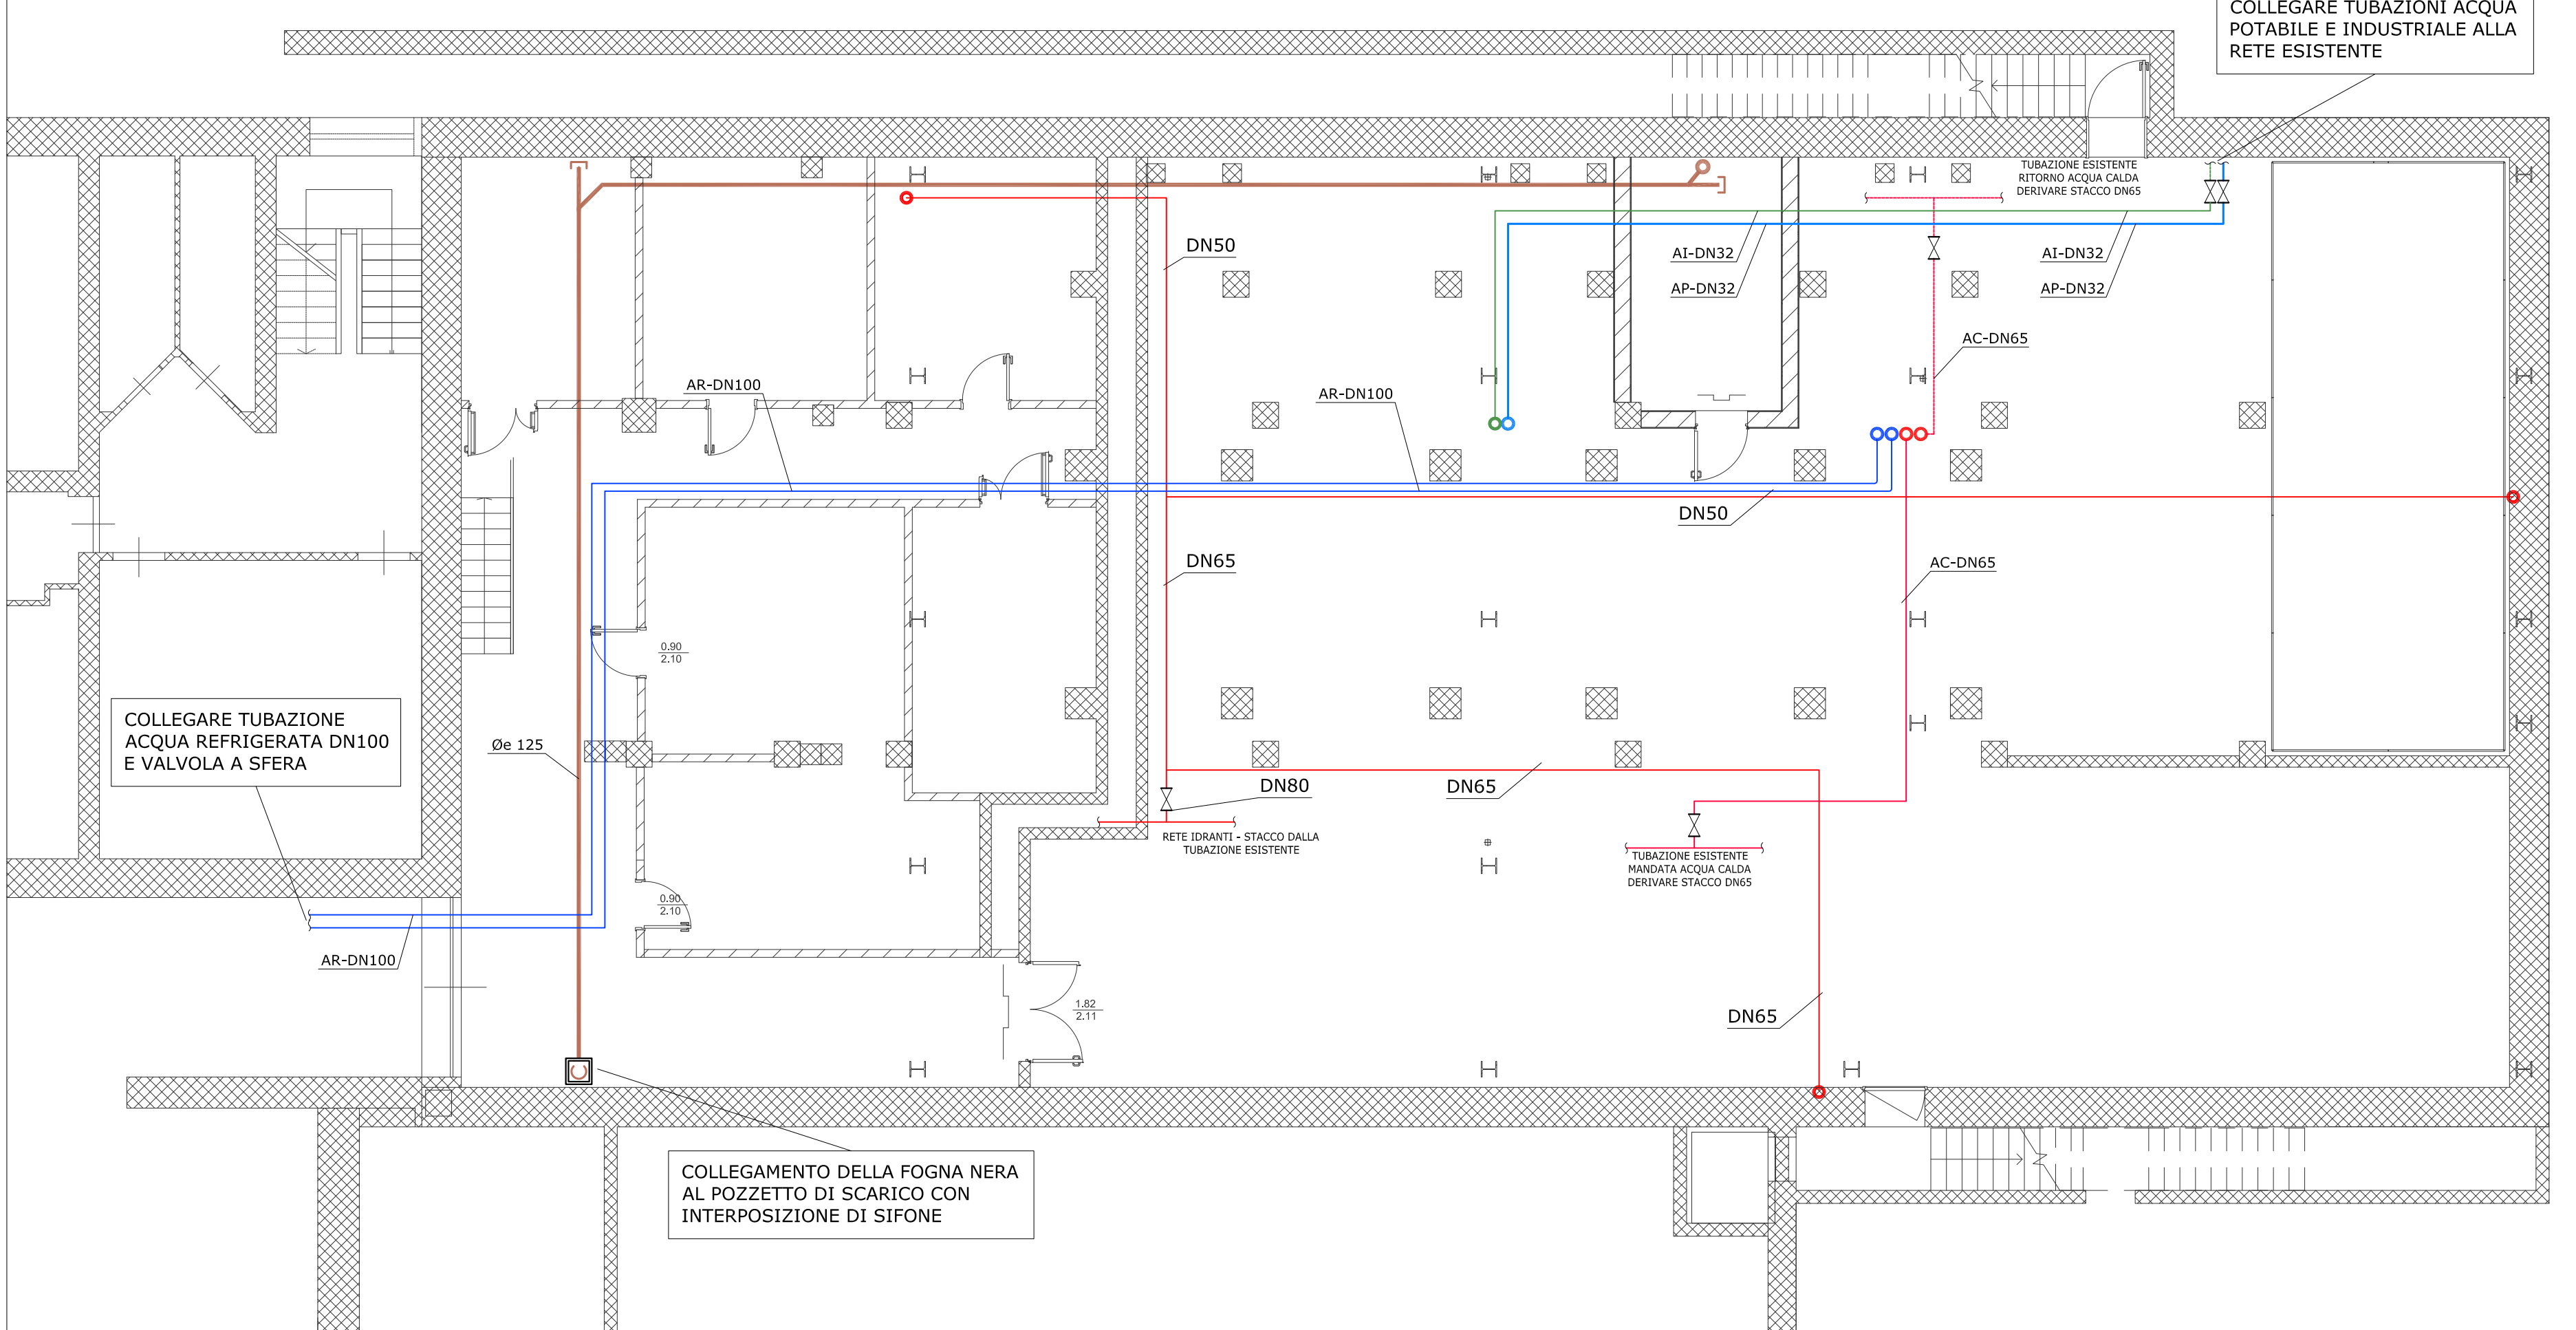 COLLEGARE TUBAZIONI ACQUA
POTABILE E INDUSTRIALE ALLA
RETE ESISTENTE
TUBAZIONE ESISTENTE
RITORNO ACQUA CALDA
DERIVARE STACCO DN65
DN50
AI-DN32
AP-DN32
AI-DN32
AP-DN32
AC-DN65
AR-DN100
AR-DN100
DN50
DN65
AC-DN65
0.90
2.10
COLLEGARE TUBAZIONE
ACQUA REFRIGERATA DN100
E VALVOLA A SFERA
Øe 125
DN80
DN65
RETE IDRANTI - STACCO DALLA
TUBAZIONE ESISTENTE
TUBAZIONE ESISTENTE
MANDATA ACQUA CALDA
DERIVARE STACCO DN65
0.90
2.10
AR-DN100
1.82
2.11
DN65
COLLEGAMENTO DELLA FOGNA NERA
AL POZZETTO DI SCARICO CON
INTERPOSIZIONE DI SIFONE